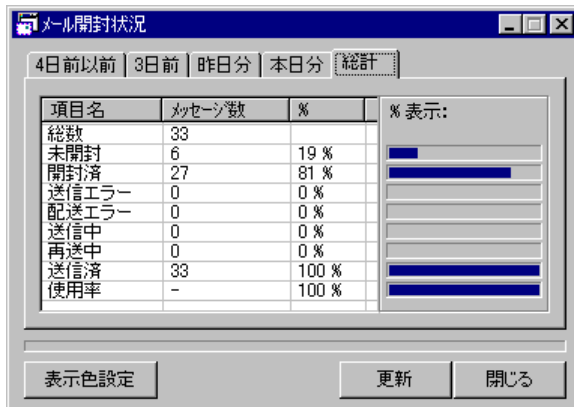 メール開封状況
4日前以前 3日前 昨日分 本日分 総計
項目名 メッセージ数 % %表示:
総数 33
未開封 6 19 %
開封済 27 81 %
送信エラー 0 0 %
配送エラー 0 0 %
送信中 0 0 %
再送中 0 0 %
送信済 33 100 %
使用率 - 100 %
表示色設定 更新 閉じる